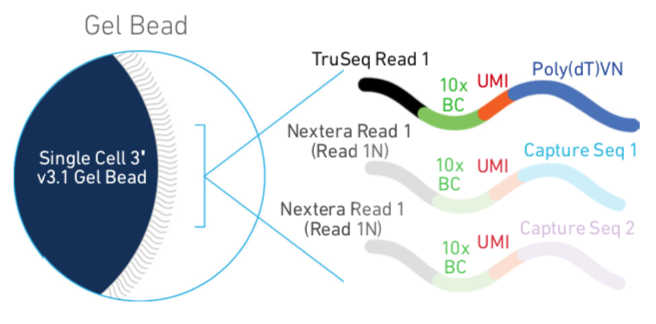 Gel Bead
Single Cell 3'
v3.1 Gel Bead
TruSeq Read 1
10x
BC
UMI
Poly(dT)VN
Nextera Read 1
(Read 1N)
10x
BC
UMI
Capture Seq 1
Nextera Read 1
(Read 1N)
10x
BC
UMI
Capture Seq 2